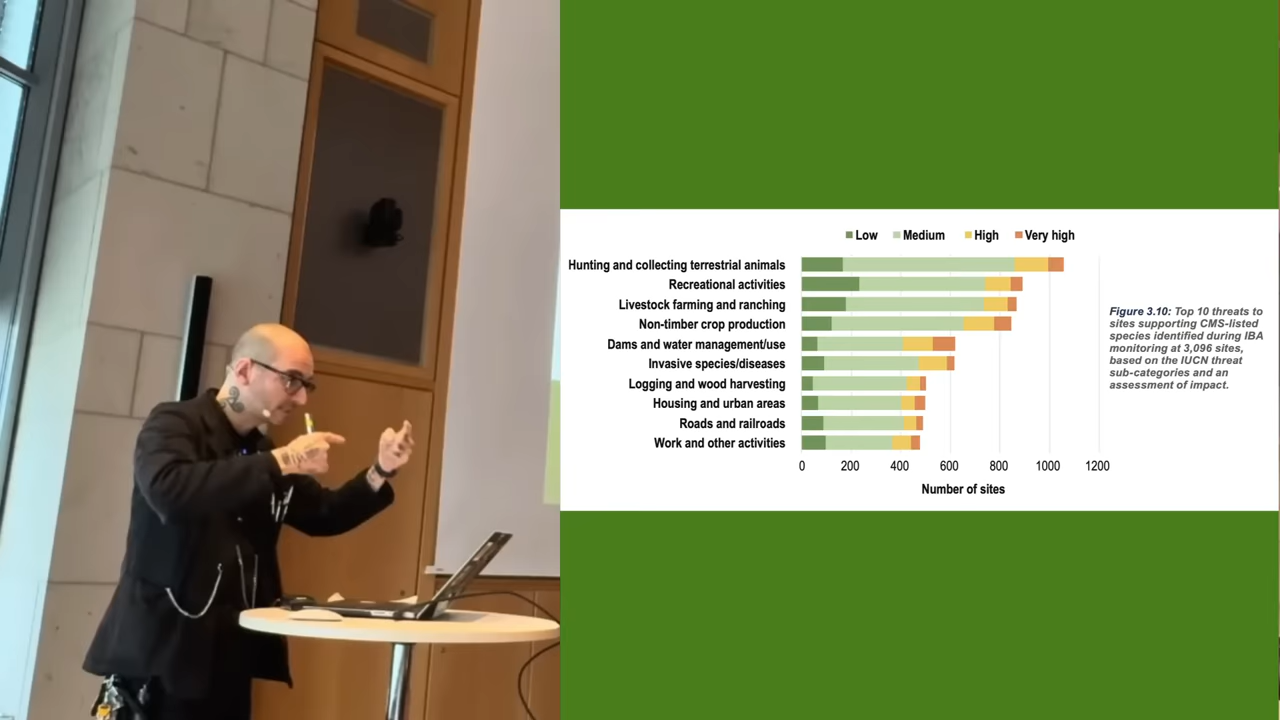 Low Medium High Very high
Hunting and collecting terrestrial animals
Recreational activities
Livestock farming and ranching
Non-timber crop production
Dams and water management/use
Invasive species/diseases
Logging and wood harvesting
Housing and urban areas
Roads and railroads
Work and other activities
0 200 400 600 800 1000 1200
Number of sites
Figure 3.10: Top 10 threats to
sites supporting CMS-listed
species identified during IBA
monitoring at 3,096 sites,
based on the IUCN threat
sub-categories and an
assessment of impact.